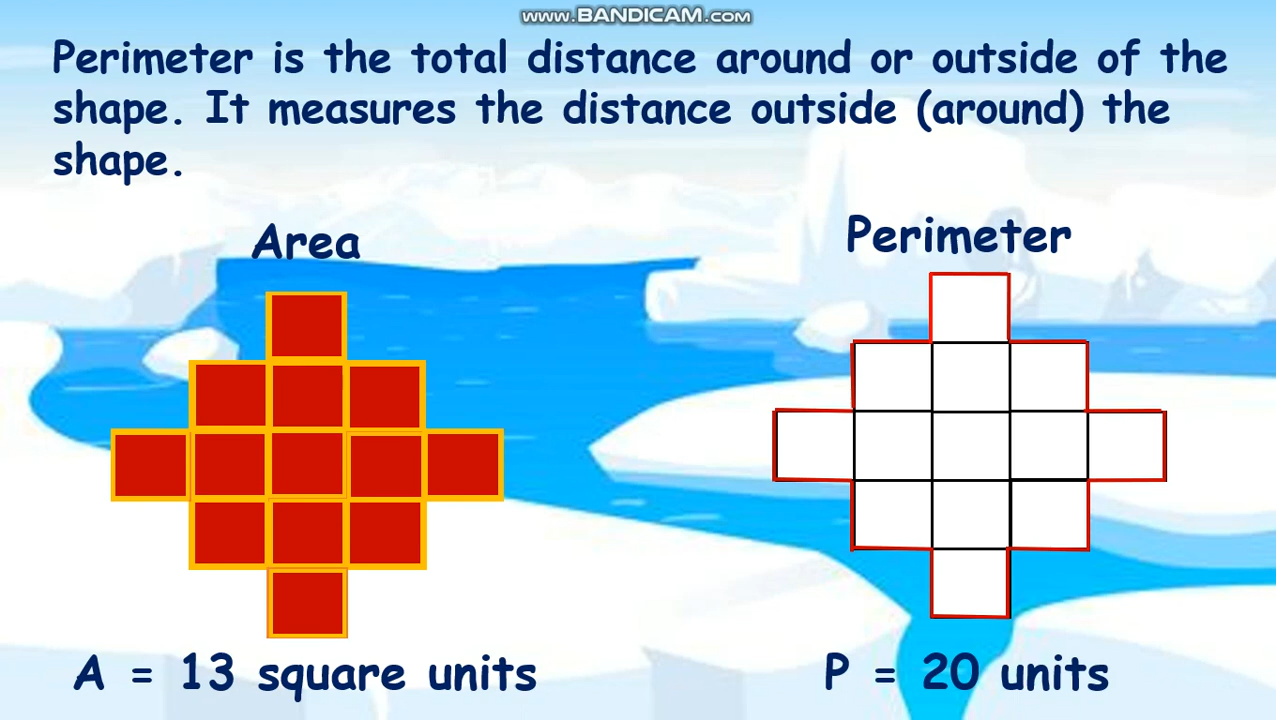 www.BANDICAM.com
Perimeter is the total distance around or outside of the
shape. It measures the distance outside (around) the
shape.
Area
Perimeter
A = 13 square units
P = 20 units